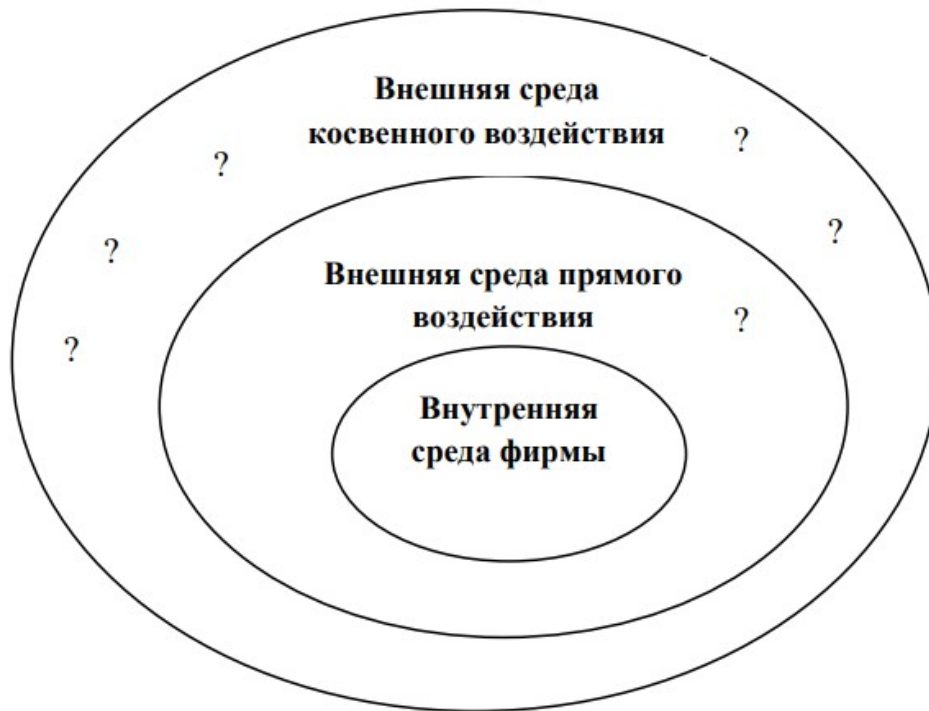 Внешняя среда
косвенного воздействия
?
?
?
?
?
Внешняя среда прямого
воздействия
?
Внутренняя
среда фирмы